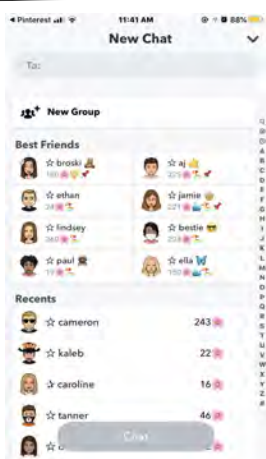 Pinterest 11:41 AM 88%
New Chat
To:
New Group
Best Friends
broski
aj
ethan
jamie
221
lindsey
bestie
paul
ella
Recents
cameron 243
kaleb 22
caroline 16
tanner 46
Chat